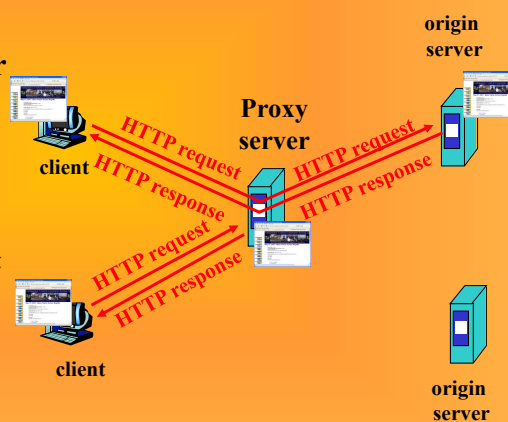 origin
server
r
Proxy
server
client
HTTP request
HTTP response
HTTP request
HTTP response
HTTP request
HTTP response
t
client
origin
server